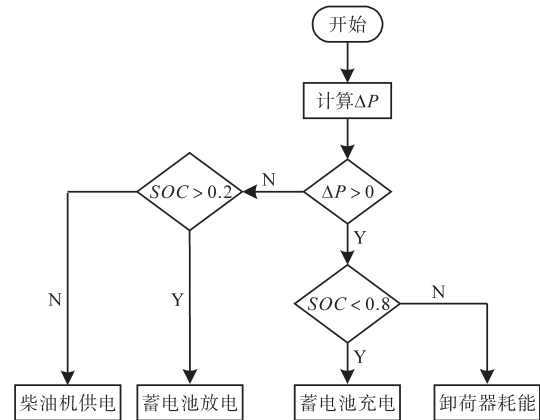 开始
计算ΔP
SOC>0.2
N
ΔP>0
Y
N
Y
SOC<0.8
N
Y
柴油机供电
蓄电池放电
蓄电池充电
卸荷器耗能